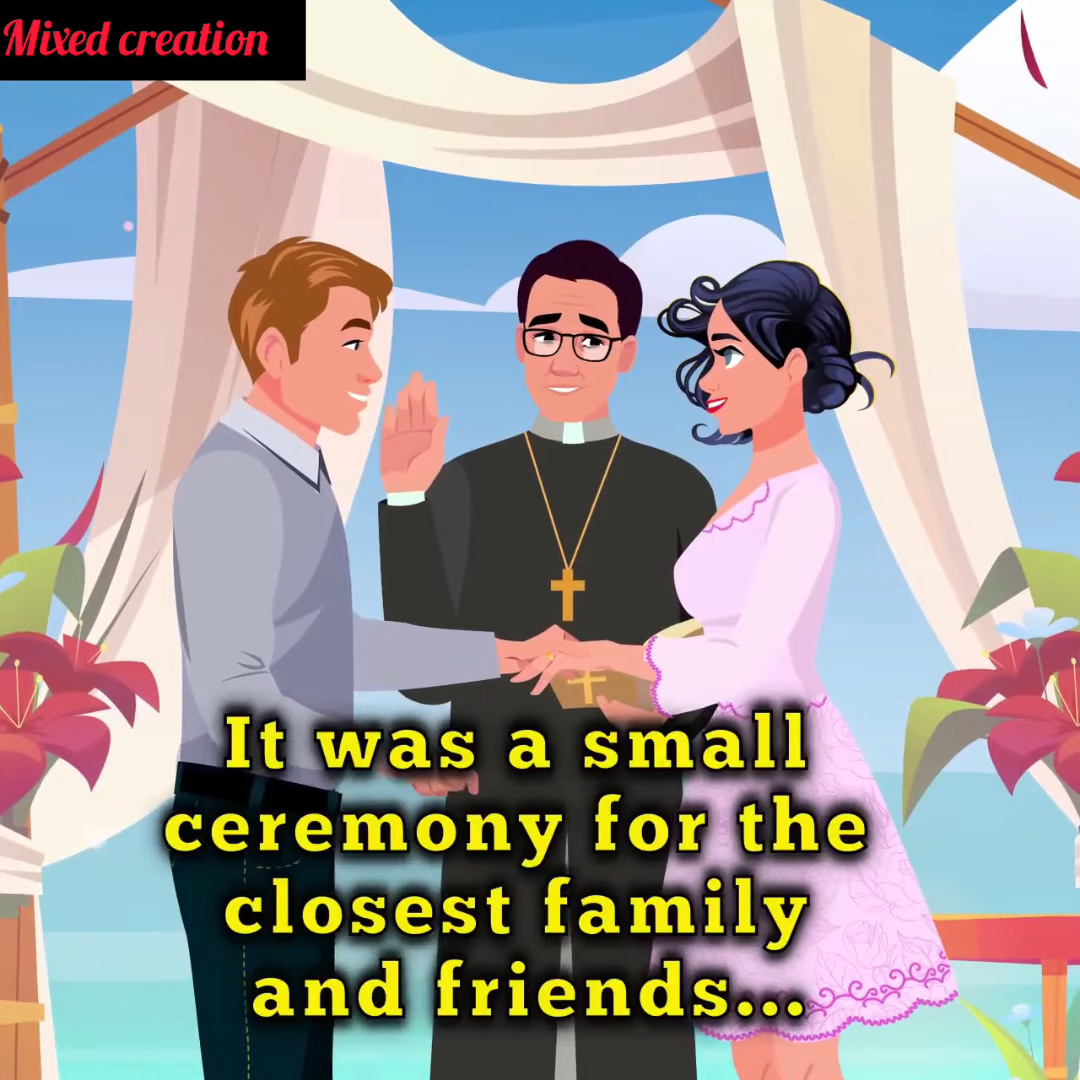 Mixed creation
It was a small
ceremony for the
closest family
and friends...